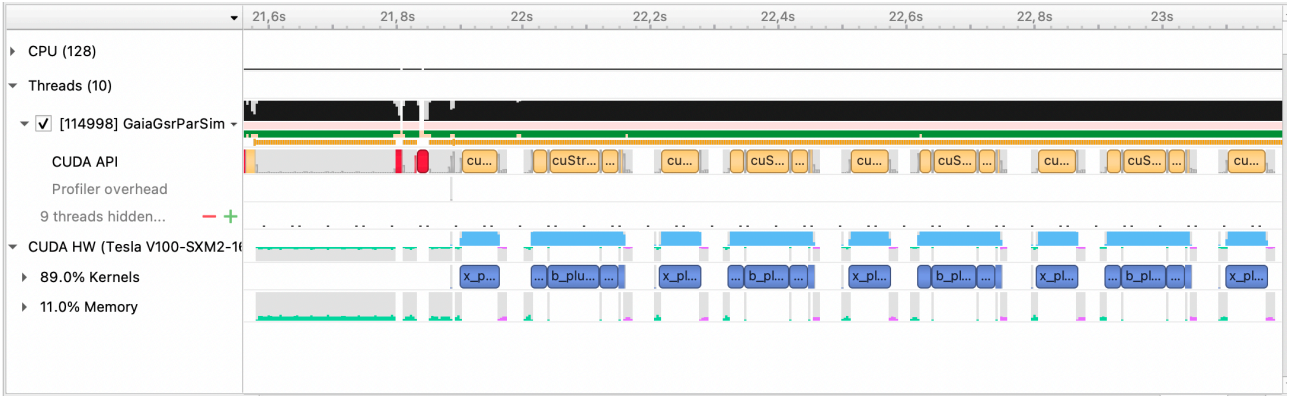 21,6s 21,8s 22s 22,2s 22,4s 22,6s 22,8s 23s
CPU (128)
Threads (10)
[114998] GaiaGsrParSim
CUDA API cu... cuStr... ... cu... cuS... ... cu... cuS... ... cu... cuS... ... cu...
Profiler overhead
9 threads hidden...
CUDA HW (Tesla V100-SXM2-16
89.0% Kernels x_p... ... b_plu... ... x_pl... ... b_pl... ... x_pl... b_pl... ... x_pl... ... b_pl... ... x_pl...
11.0% Memory